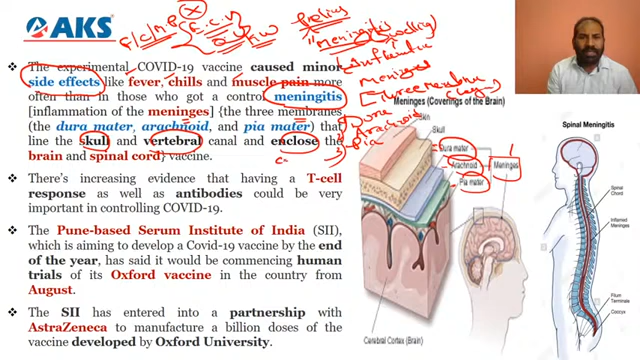 AKS
IAS
The experimental COVID-19 vaccine caused minor
side effects like fever, chills and muscle pain more
often than in those who got a control meningitis
[inflammation of the meninges] {the three membranes
(the dura mater, arachnoid, and pia mater) that
line the skull and vertebral canal and enclose the
brain and spinal cord} vaccine.
There's increasing evidence that having a T-cell
response as well as antibodies could be very
important in controlling COVID-19.
The Pune-based Serum Institute of India (SII),
which is aiming to develop a Covid-19 vaccine by the end
of the year, has said it would be commencing human
trials of its Oxford vaccine in the country from
August.
The SII has entered into a partnership with
AstraZeneca to manufacture a billion doses of the
vaccine developed by Oxford University.
meningitis
Dura
Arachnoid
Pia
Meninges (Coverings of the Brain)
Skin
Skull
Dura mater
Arachnoid
Pia mater
Meninges
Cerebral Cortex (Brain)
Spinal Meningitis
Spinal Chord
Inflamed Meninges
Filum Terminale
Coccyx